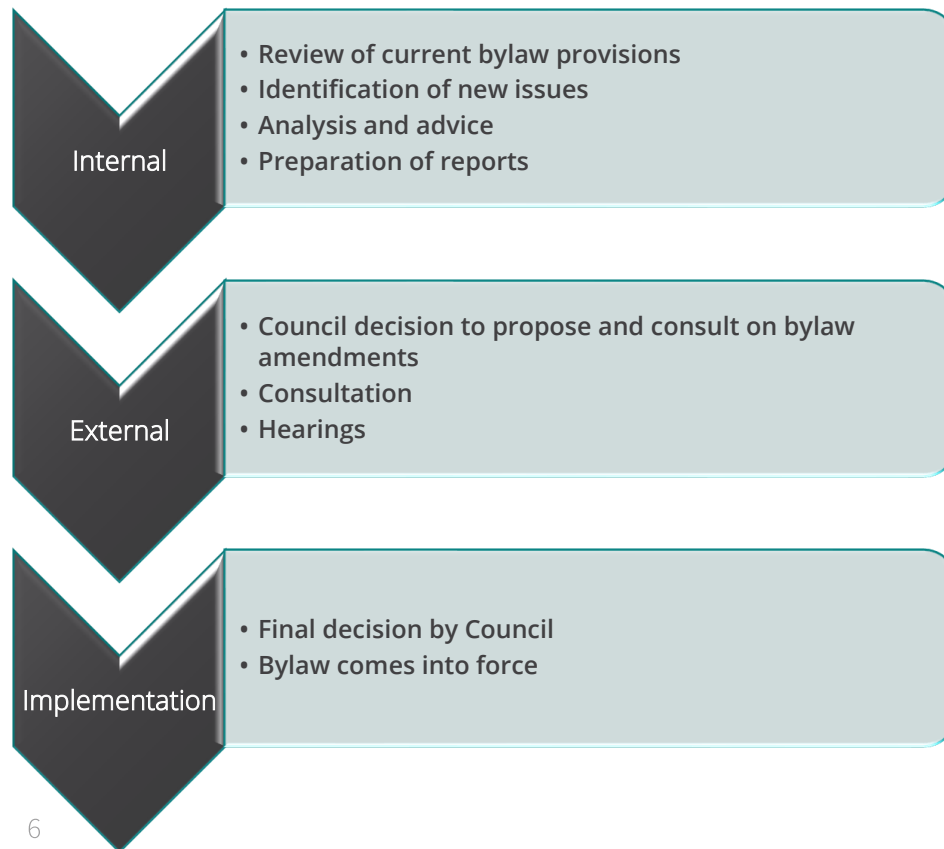 Internal
• Review of current bylaw provisions
• Identification of new issues
• Analysis and advice
• Preparation of reports
External
• Council decision to propose and consult on bylaw
amendments
• Consultation
• Hearings
Implementation
• Final decision by Council
• Bylaw comes into force
6